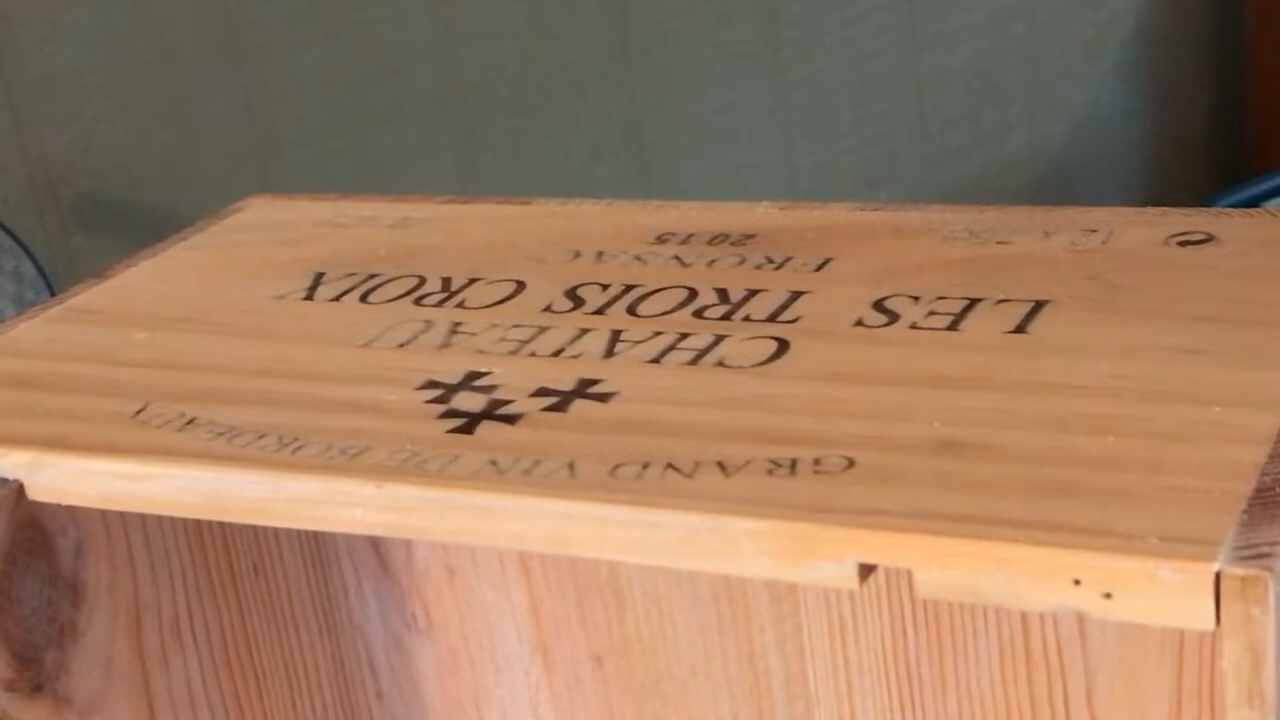 GRAND VIN DE BORDEAUX
CHATEAU
LES TROIS CROIX
FRONSAC
2015